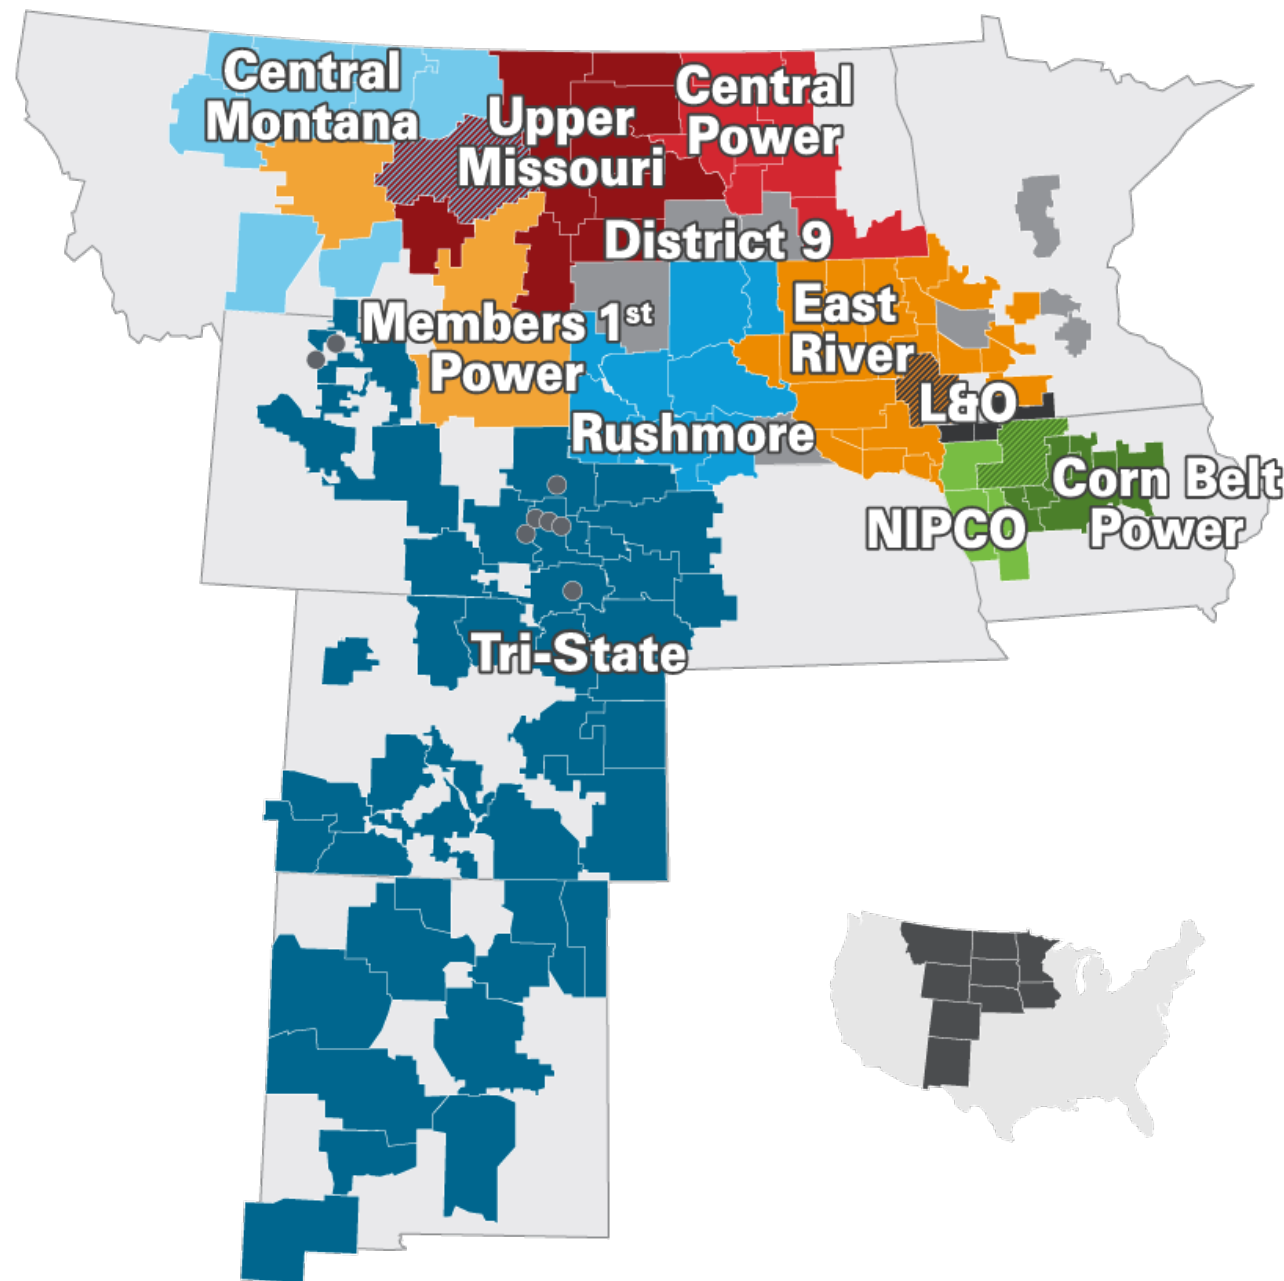 Central
Montana
Upper
Missouri
Central
Power
District 9
Members 1st
Power
East
River
L&O
Rushmore
NIPCO
Corn Belt
Power
Tri-State